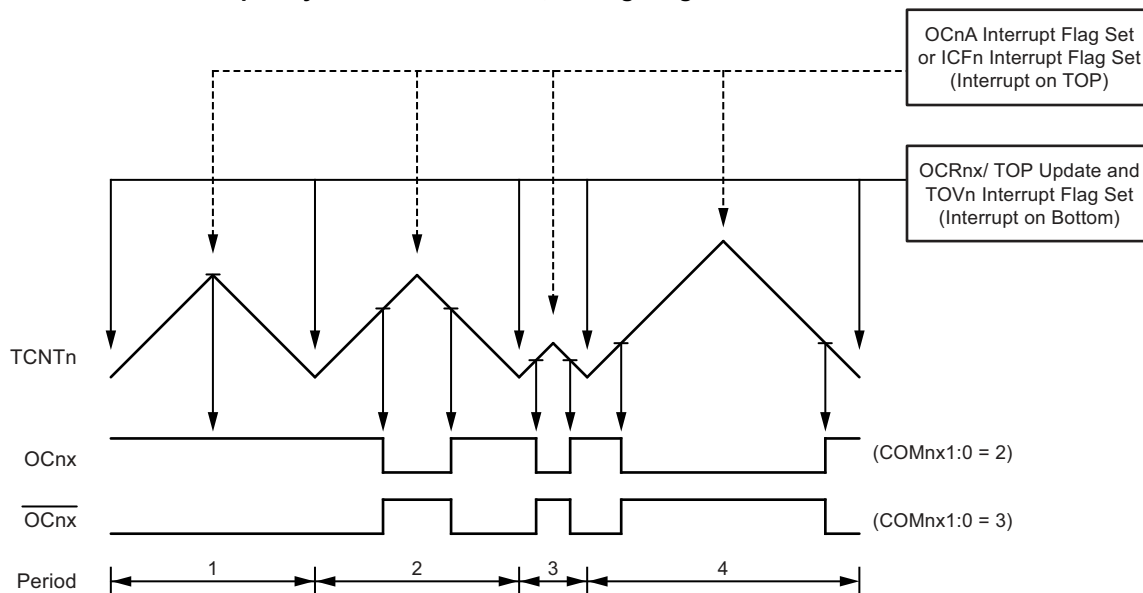 OCnA Interrupt Flag Set
or ICFn Interrupt Flag Set
(Interrupt on TOP)
OCRnx/ TOP Update and
TOVn Interrupt Flag Set
(Interrupt on Bottom)
TCNTn
OCnx
(COMnx1:0 = 2)
OCnx
(COMnx1:0 = 3)
Period
1
2
3
4